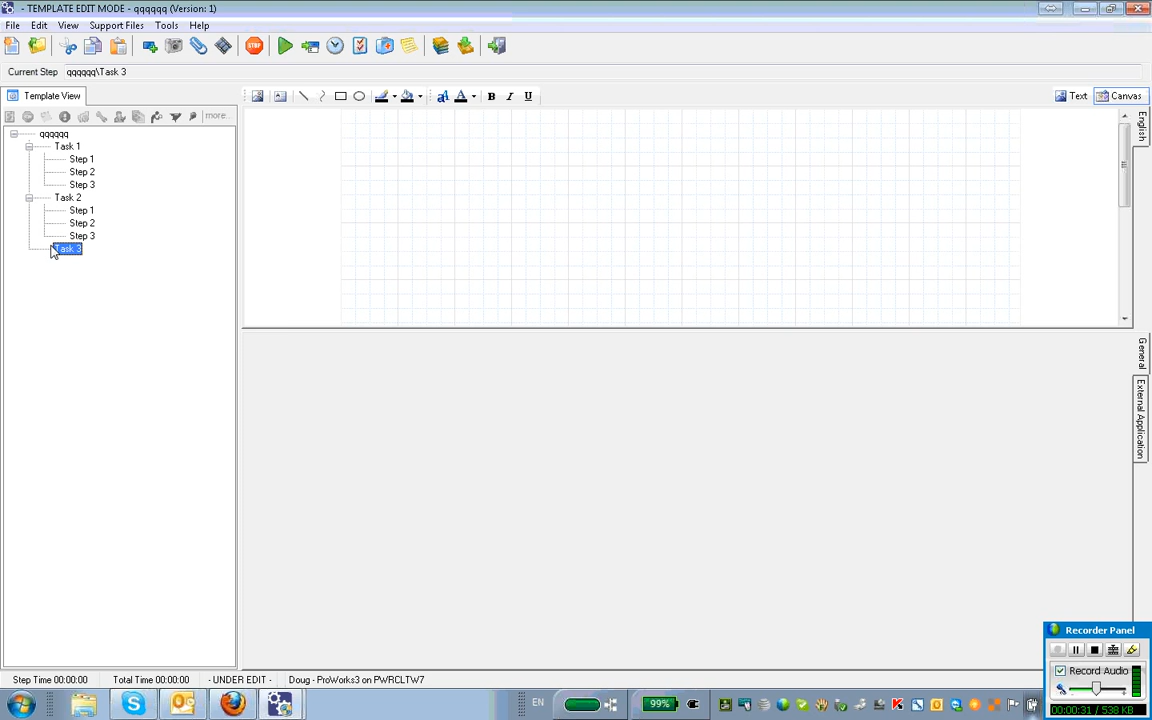 - TEMPLATE EDIT MODE - qqqqqq (Version: 1)
File Edit View Support Files Tools Help
STOP
Current Step qqqqqq\Task 3
Template View
Text Canvas
more...
B I U
English
qqqqqq
Task 1
Step 1
Step 2
Step 3
Task 2
Step 1
Step 2
Step 3
Task 3
General
External Application
Recorder Panel
Record Audio
00:00:31 / 538 KB
Step Time 00:00:00 Total Time 00:00:00 - UNDER EDIT - Doug - ProWorks3 on PWRCLTW7
EN
99%